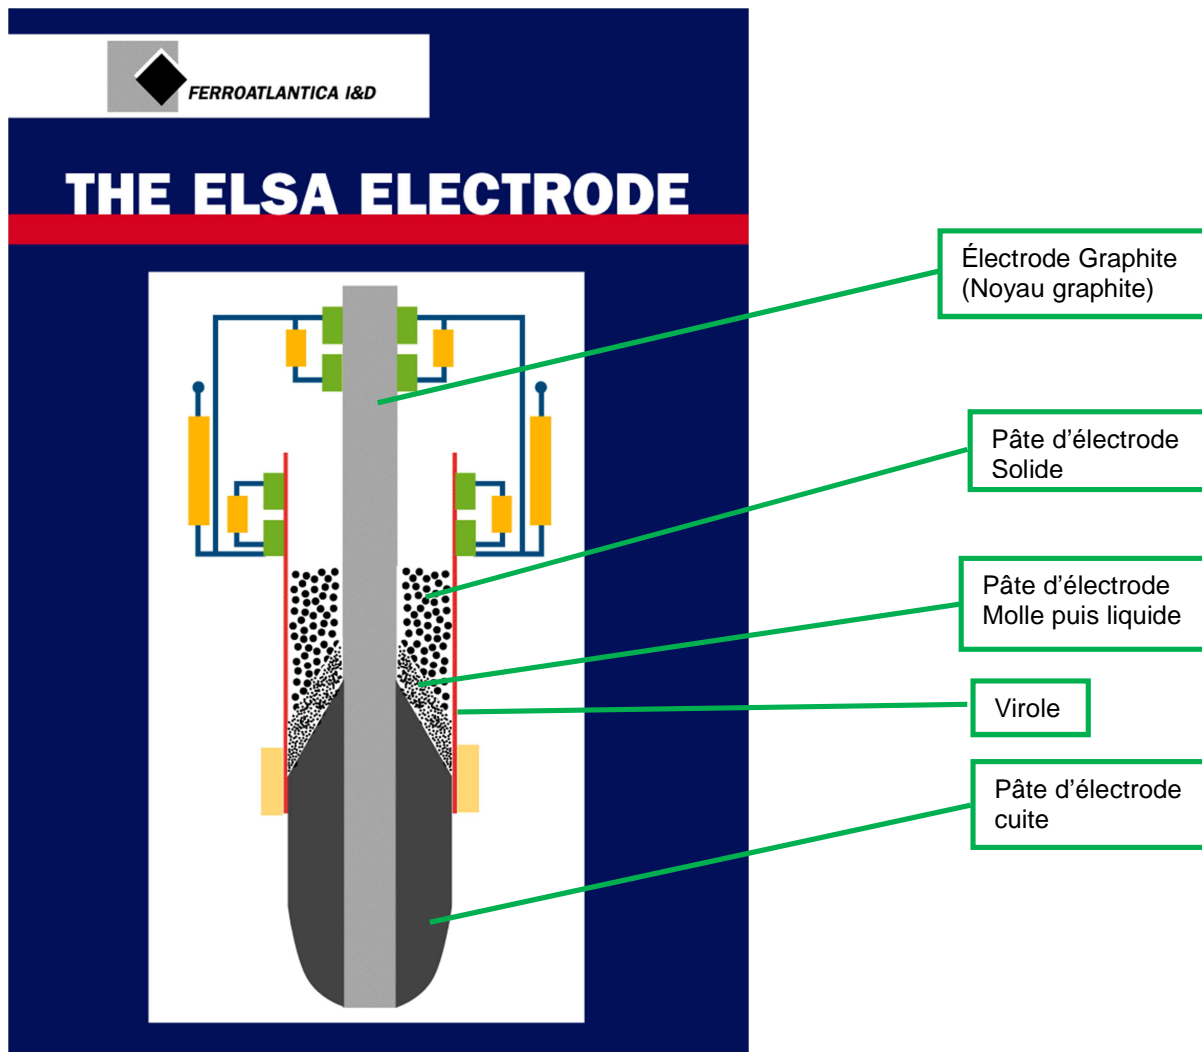 FERROATLANTICA I&D
THE ELSA ELECTRODE
Électrode Graphite
(Noyau graphite)
Pâte d’électrode
Solide
Pâte d’électrode
Molle puis liquide
Virole
Pâte d’électrode
cuite